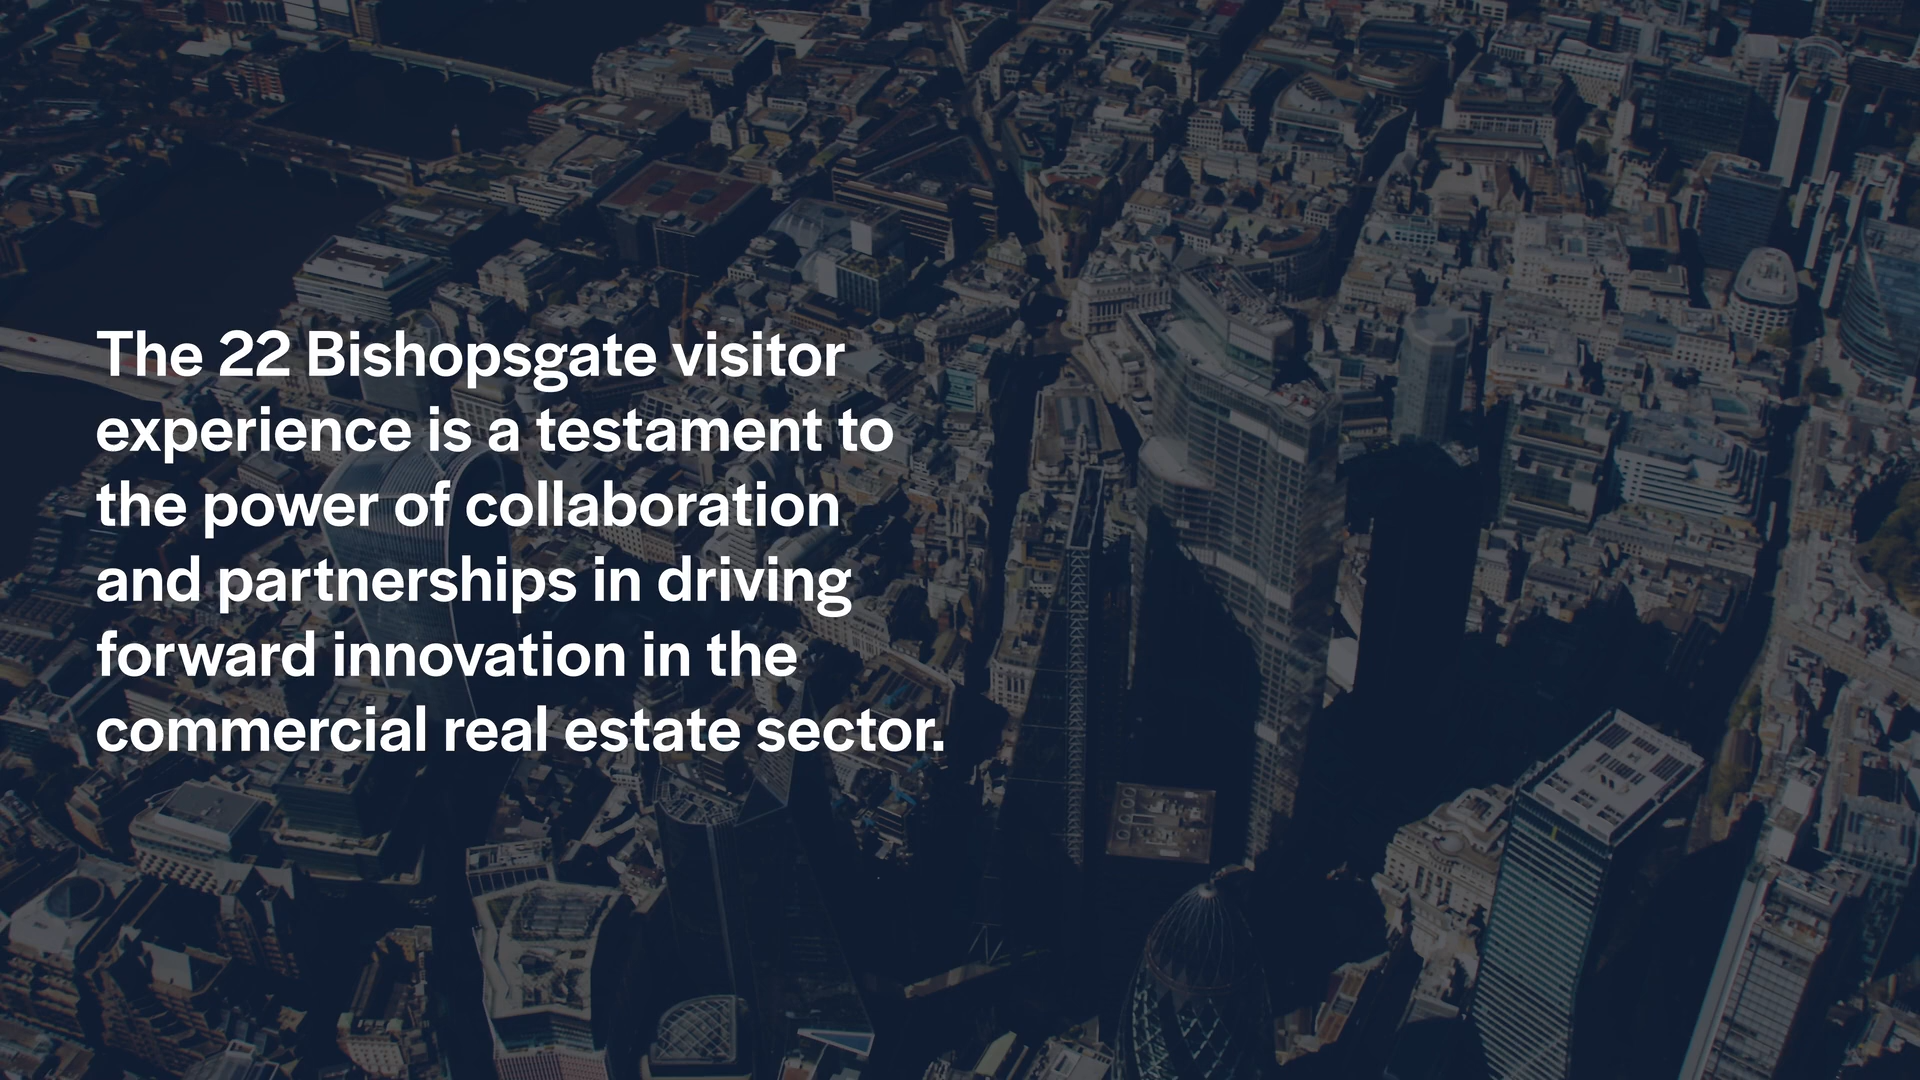 The 22 Bishopsgate visitor
experience is a testament to
the power of collaboration
and partnerships in driving
forward innovation in the
commercial real estate sector.